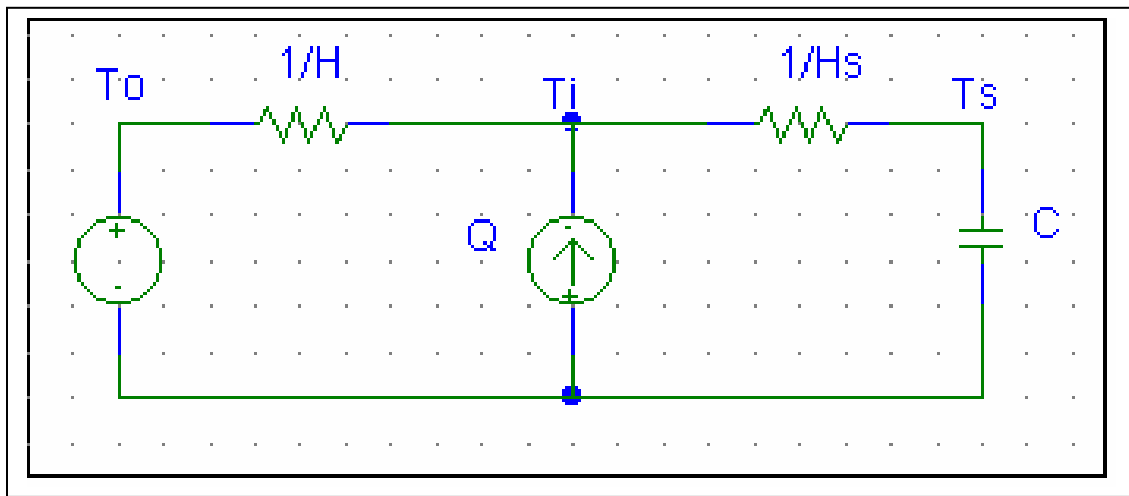 To
1/H
Ti
1/Hs
Ts
+
-
Q
-
+
C